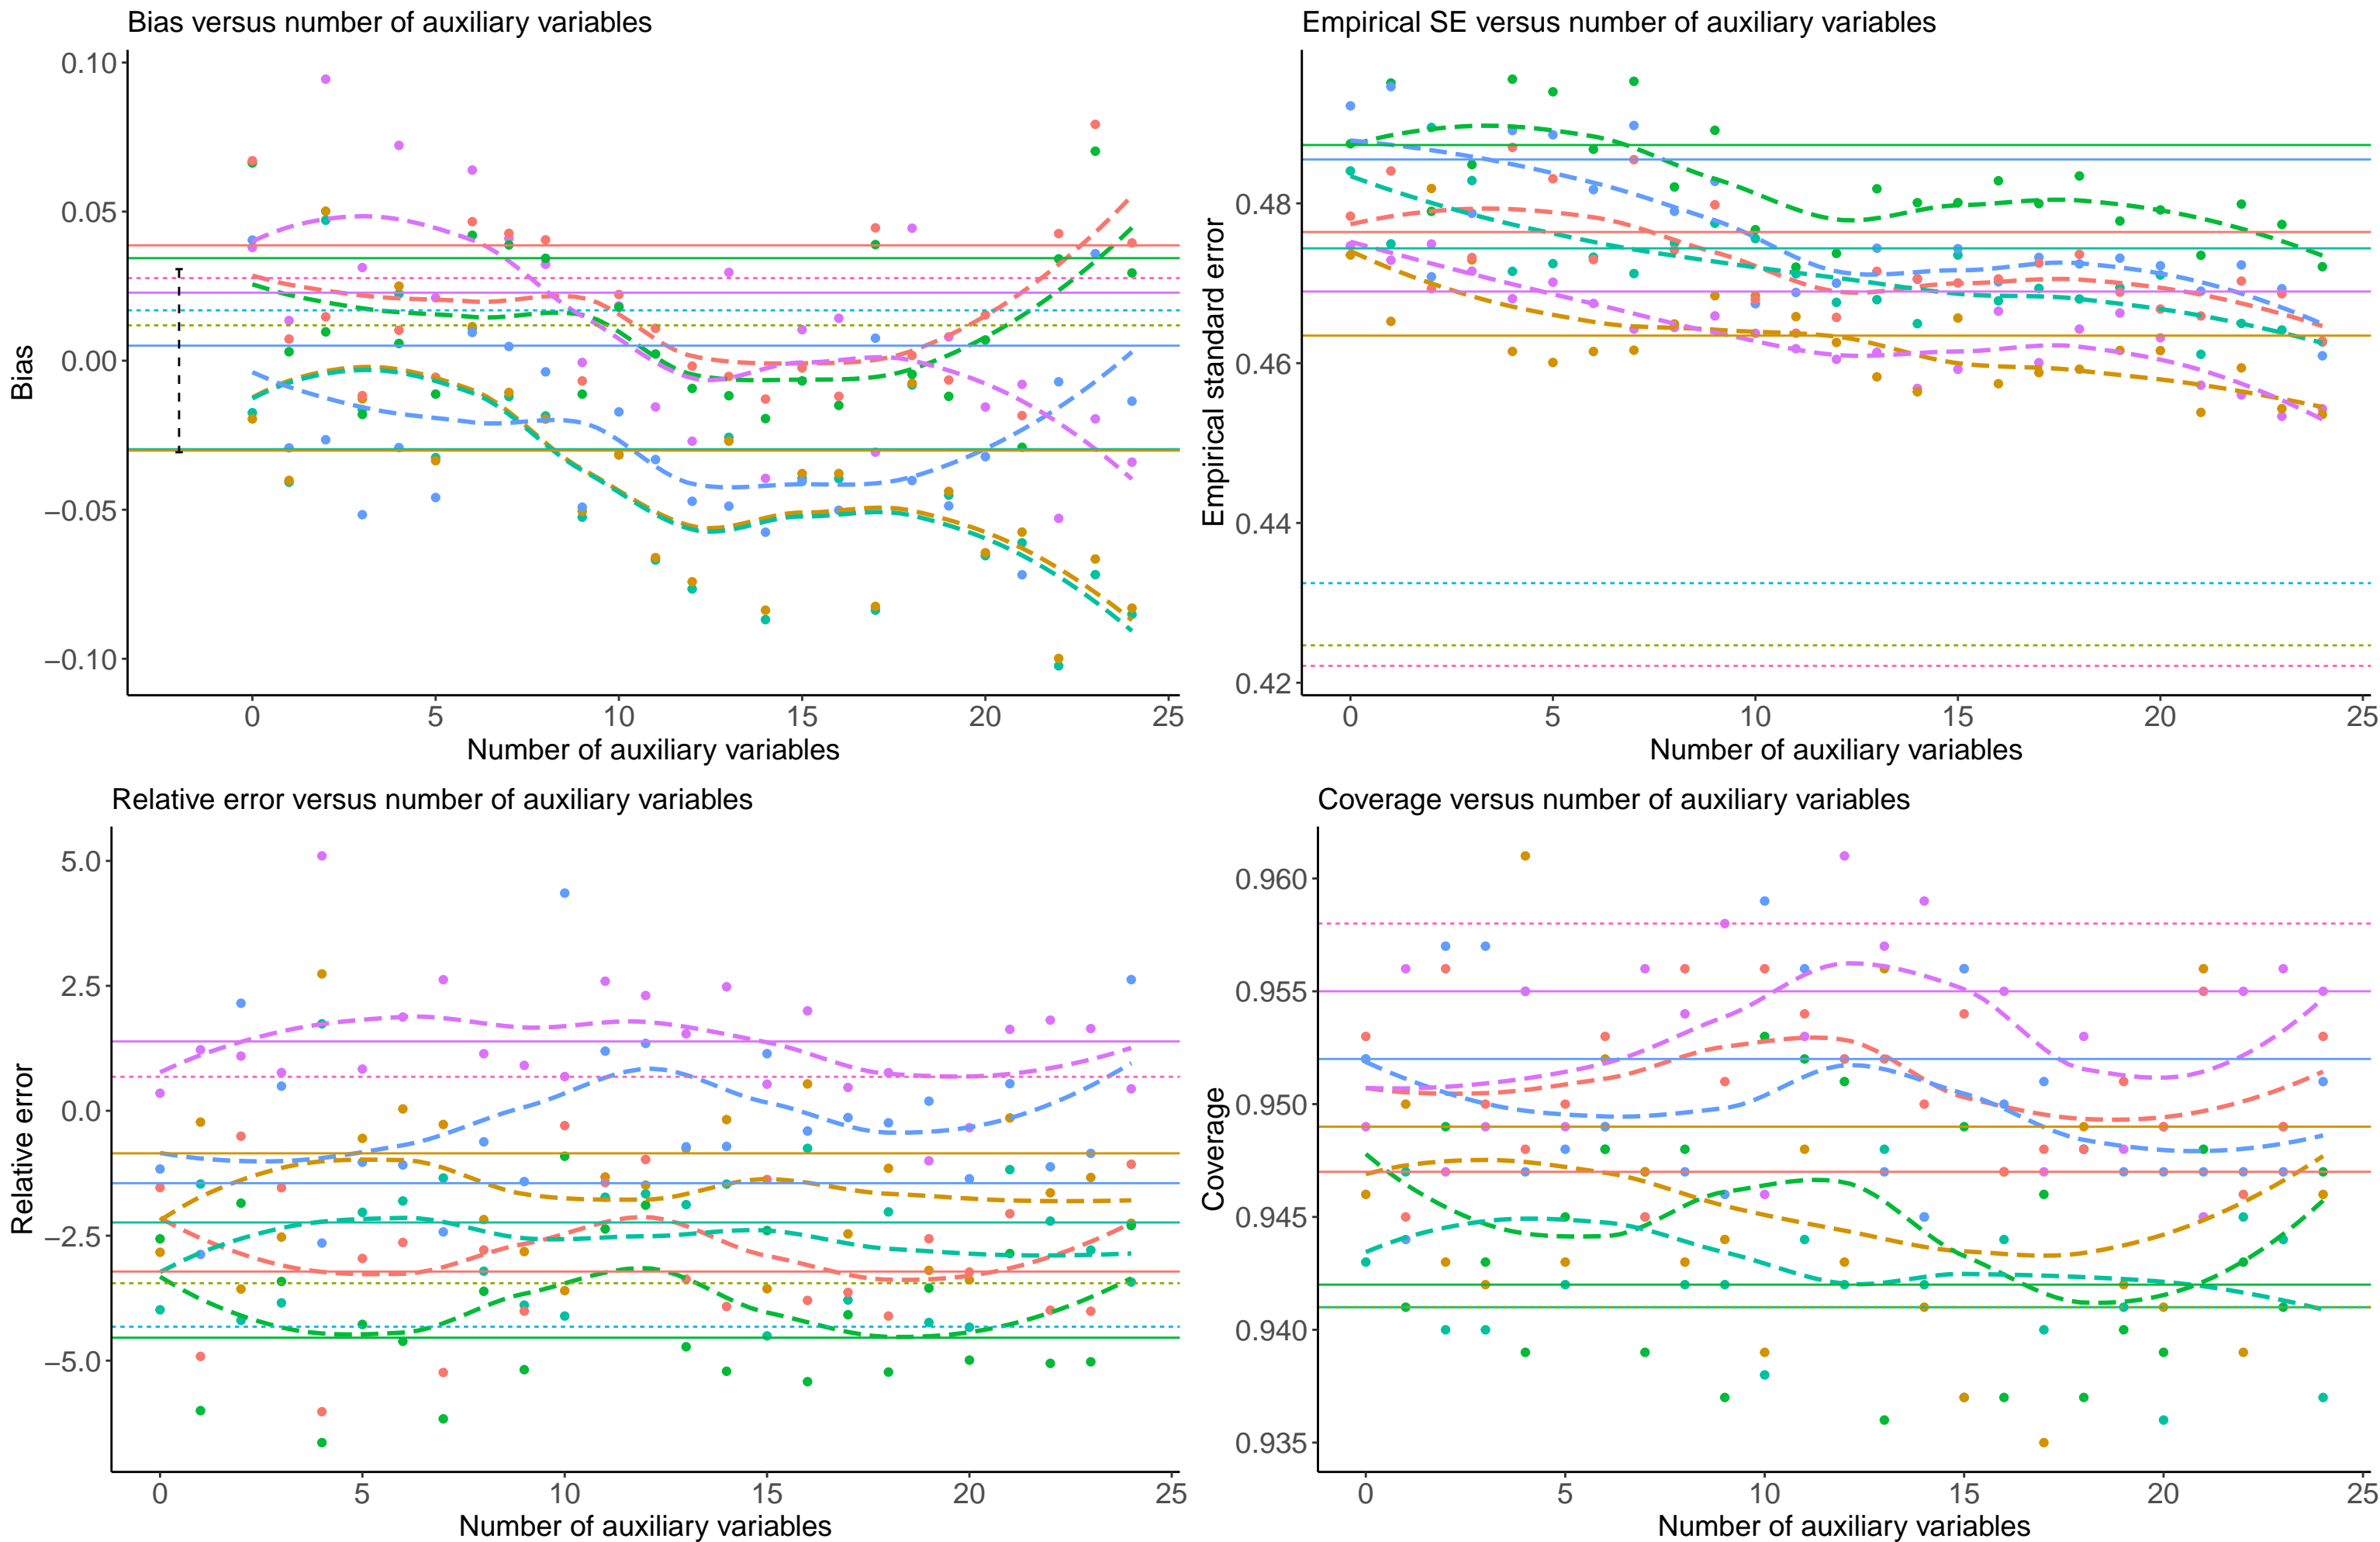 Bias versus number of auxiliary variables
0.10
0.05
0.00
−0.05
−0.10
Bias
0 5 10 15 20 25
Number of auxiliary variables
Empirical SE versus number of auxiliary variables
0.48
0.46
0.44
0.42
Empirical standard error
0 5 10 15 20 25
Number of auxiliary variables
Relative error versus number of auxiliary variables
5.0
2.5
0.0
−2.5
−5.0
Relative error
0 5 10 15 20 25
Number of auxiliary variables
Coverage versus number of auxiliary variables
0.960
0.955
0.950
0.945
0.940
0.935
Coverage
0 5 10 15 20 25
Number of auxiliary variables